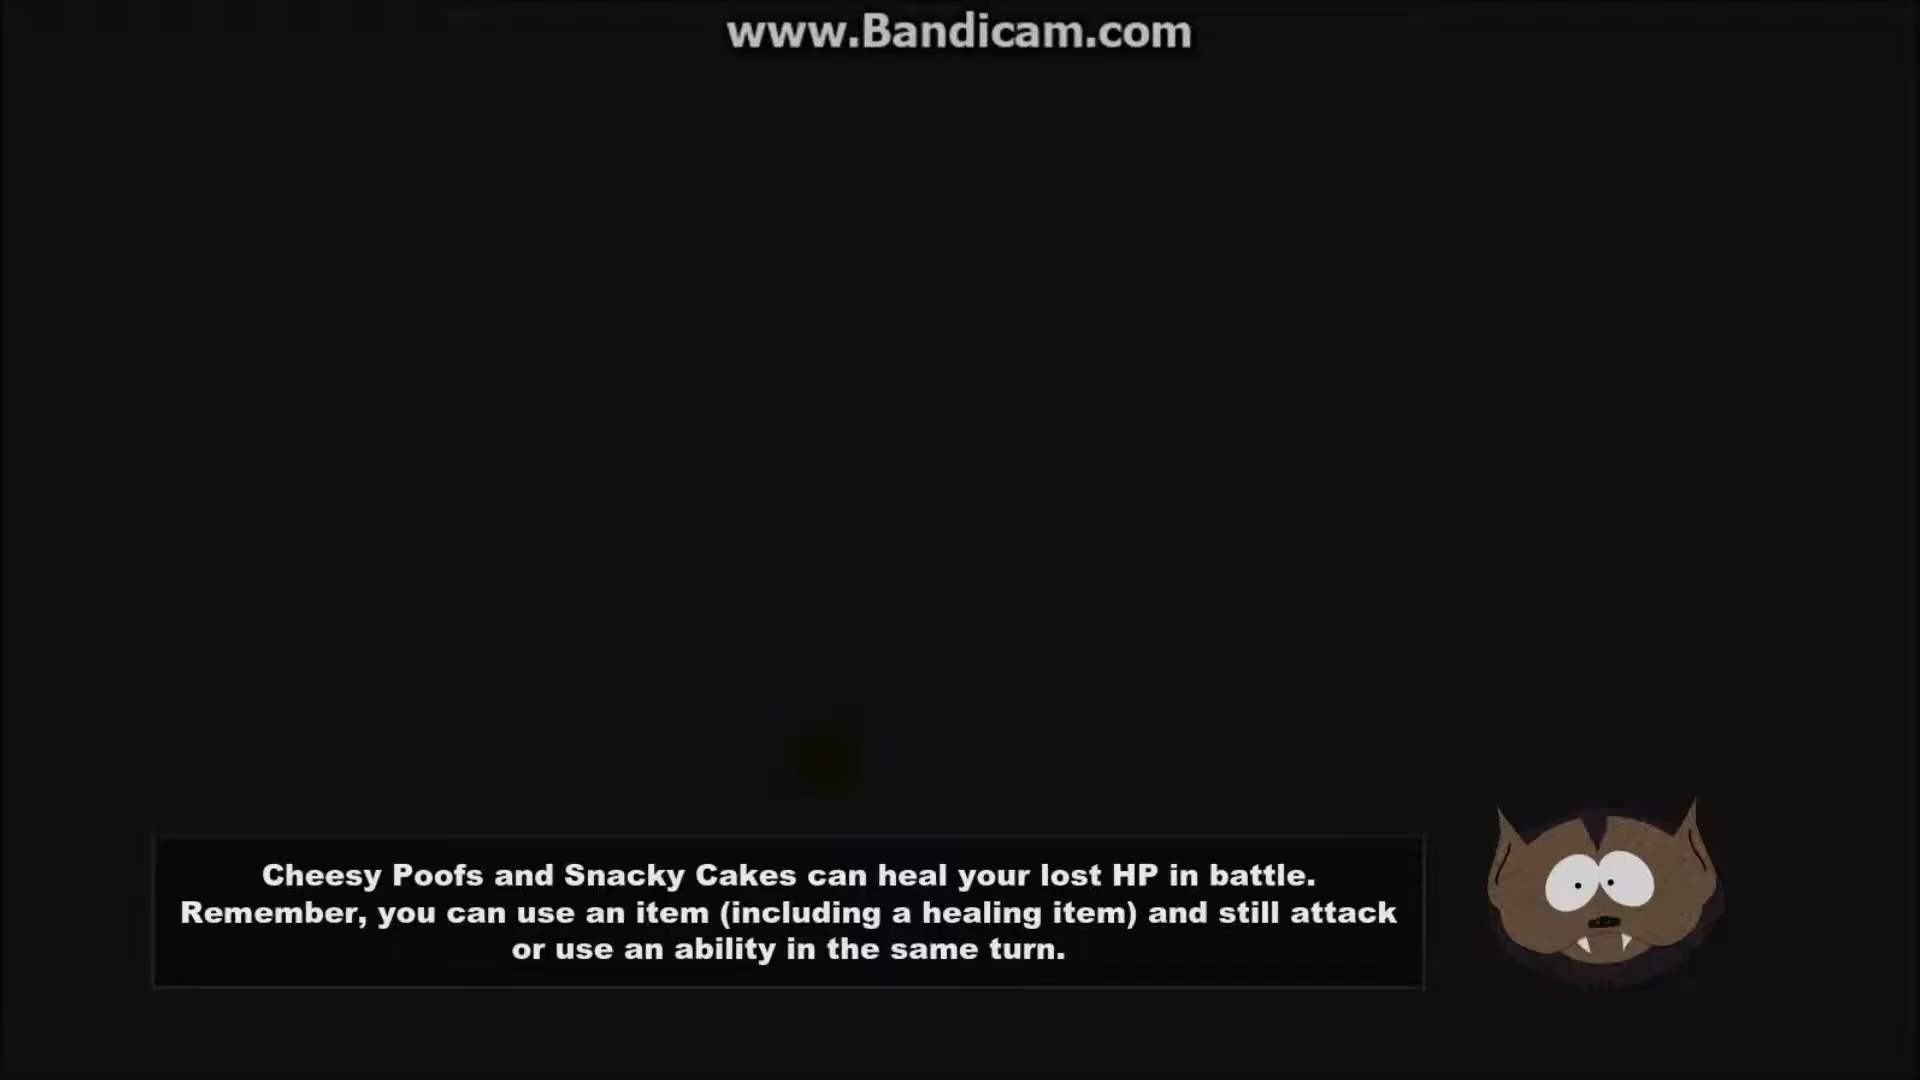 www.Bandicam.com
Cheesy Poofs and Snacky Cakes can heal your lost HP in battle.
Remember, you can use an item (including a healing item) and still attack
or use an ability in the same turn.